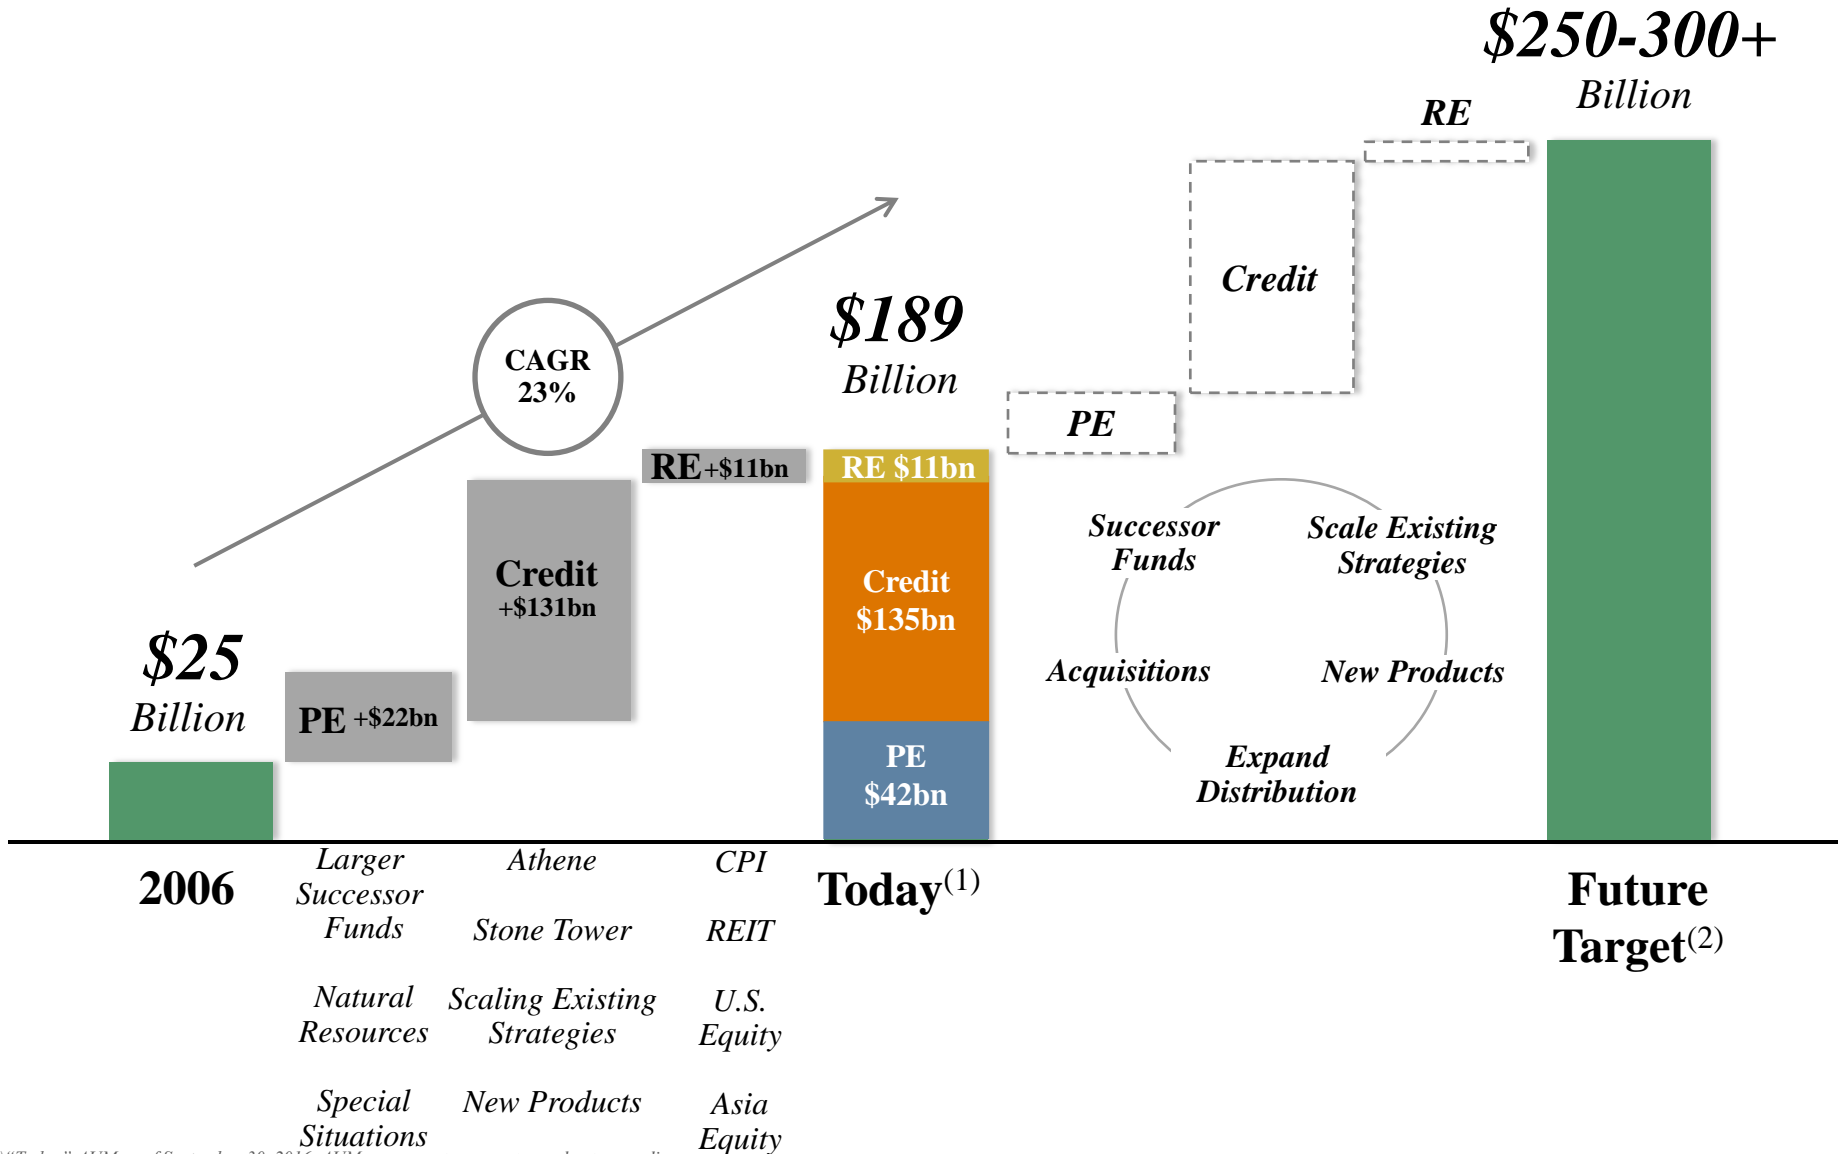 $250-300+
Billion
RE
Credit
$189
Billion
CAGR
23%
PE
RE+$11bn
RE $11bn
Credit
+$131bn
Credit
$135bn
Successor
Funds
Scale Existing
Strategies
$25
Billion
PE +$22bn
Acquisitions
New Products
PE
$42bn
Expand
Distribution
2006
Larger
Successor
Funds
Natural
Resources
Special
Situations
Athene
Stone Tower
Scaling Existing
Strategies
New Products
CPI
REIT
U.S.
Equity
Asia
Equity
Today(1)
Future
Target(2)